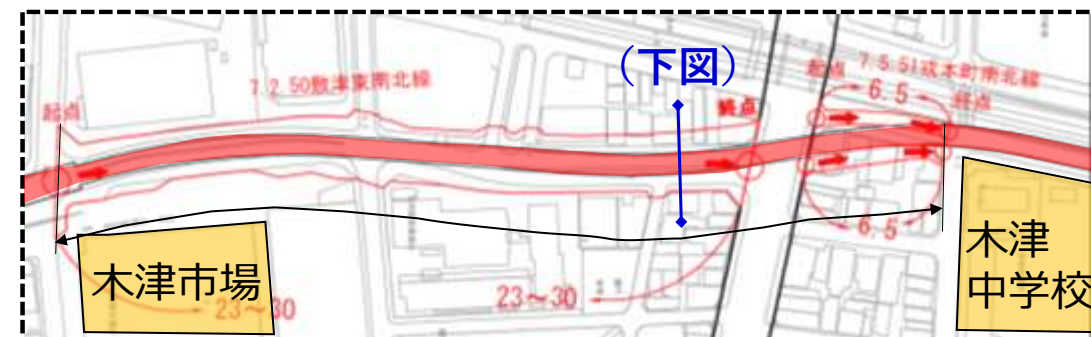 (下図)
7.2.50敷津東南北線
起点
終点
起点
7.5.51戎本町南北線
6.5
終点
6.5
木津市場
23~30
23~30
木津
中学校